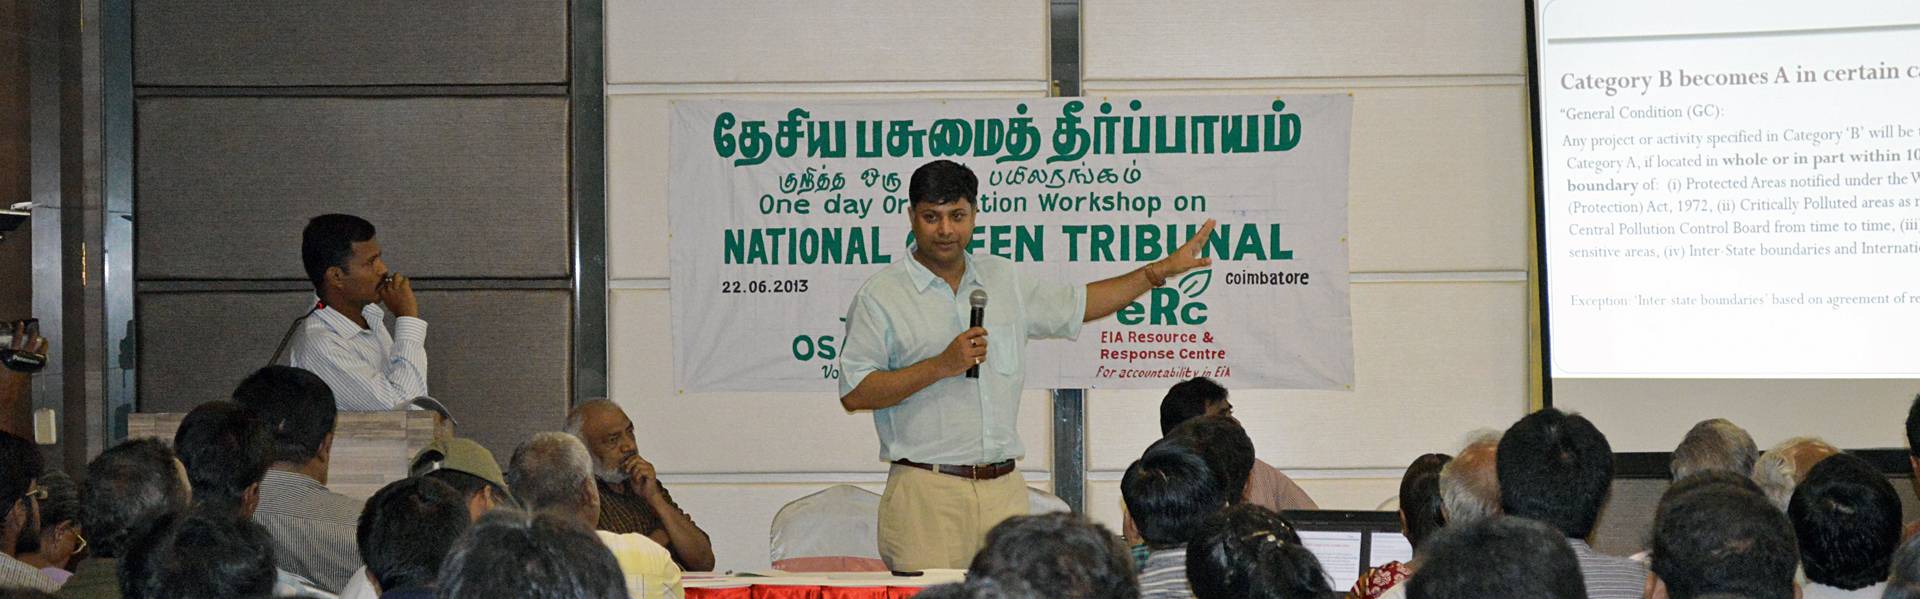 தேசிய பசுமைத் தீர்ப்பாயம்
குறித்த ஒரு பயிலரங்கம்
One day Workshop on
NATIONAL TRIBUNAL
22.06.2013
Coimbatore
eRc
EIA Resource &
Response Centre
For accountability in EIA
Category B becomes A in certain
“General Condition (GC):
Any project or activity specified in Category ‘B’ will be
Category A, if located in whole or in part within 10
boundary of: (i) Protected Areas notified under the
(Protection) Act, 1972, (ii) Critically Polluted areas as
Central Pollution Control Board from time to time, (iii)
sensitive areas, (iv) Inter-State boundaries and
Exception: ‘Inter-state boundaries’ based on agreement of
Panasonic